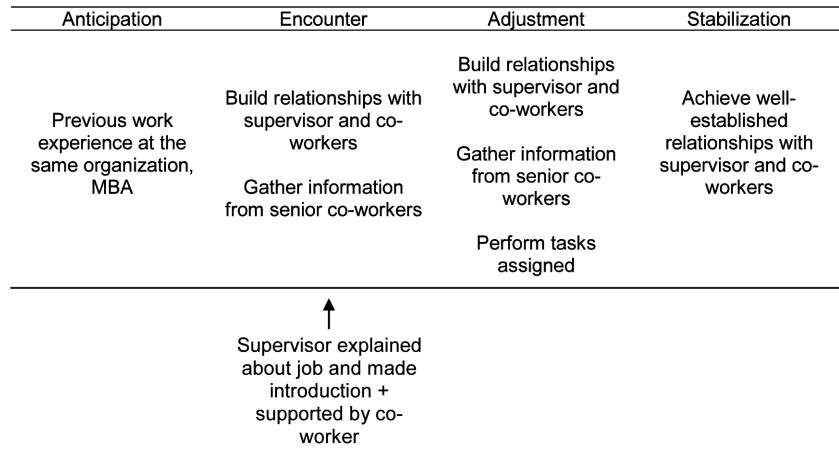 Anticipation
Encounter
Adjustment
Stabilization
Previous work
experience at the
same organization,
MBA
Build relationships with
supervisor and co-
workers
Gather information
from senior co-workers
Build relationships
with supervisor and
co-workers
Gather information
from senior co-
workers
Perform tasks
assigned
Achieve well-
established
relationships with
supervisor and co-
workers
Supervisor explained
about job and made
introduction +
supported by co-
worker